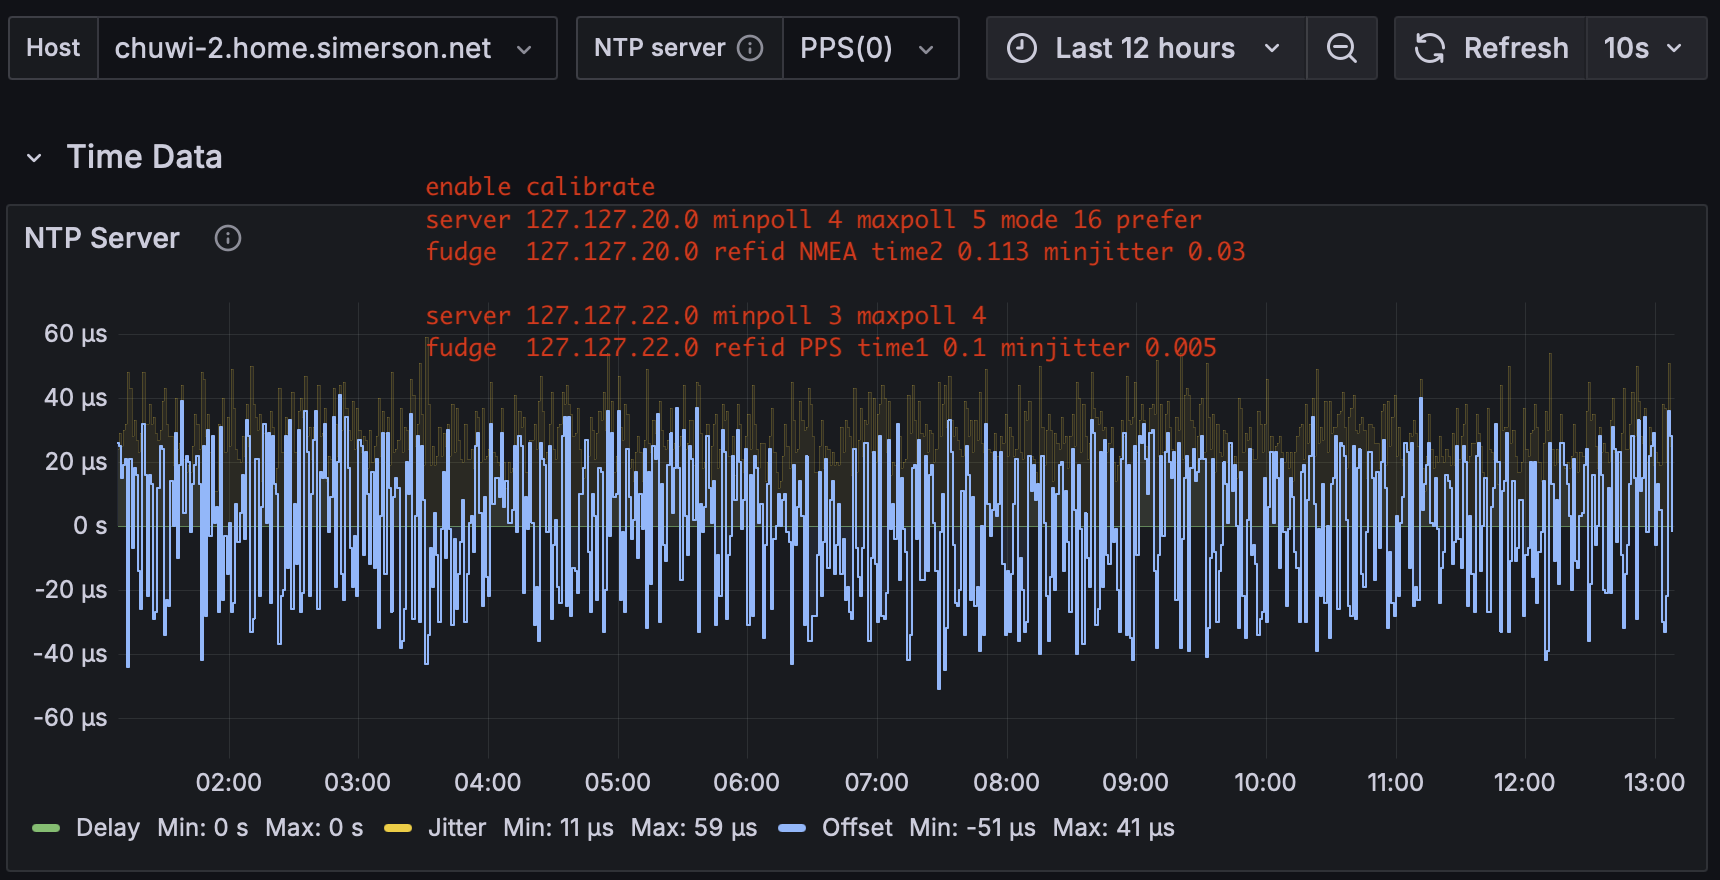 Host chuwi-2.home.simerson.net NTP server PPS(0) Last 12 hours Refresh 10s
Time Data
enable calibrate
server 127.127.20.0 minpoll 4 maxpoll 5 mode 16 prefer
NTP Server
fudge  127.127.20.0 refid NMEA time2 0.113 minjitter 0.03
server 127.127.22.0 minpoll 3 maxpoll 4
fudge  127.127.22.0 refid PPS time1 0.1 minjitter 0.005
60 µs
40 µs
20 µs
0 s
-20 µs
-40 µs
-60 µs
02:00 03:00 04:00 05:00 06:00 07:00 08:00 09:00 10:00 11:00 12:00 13:00
Delay Min: 0 s Max: 0 s Jitter Min: 11 µs Max: 59 µs Offset Min: -51 µs Max: 41 µs